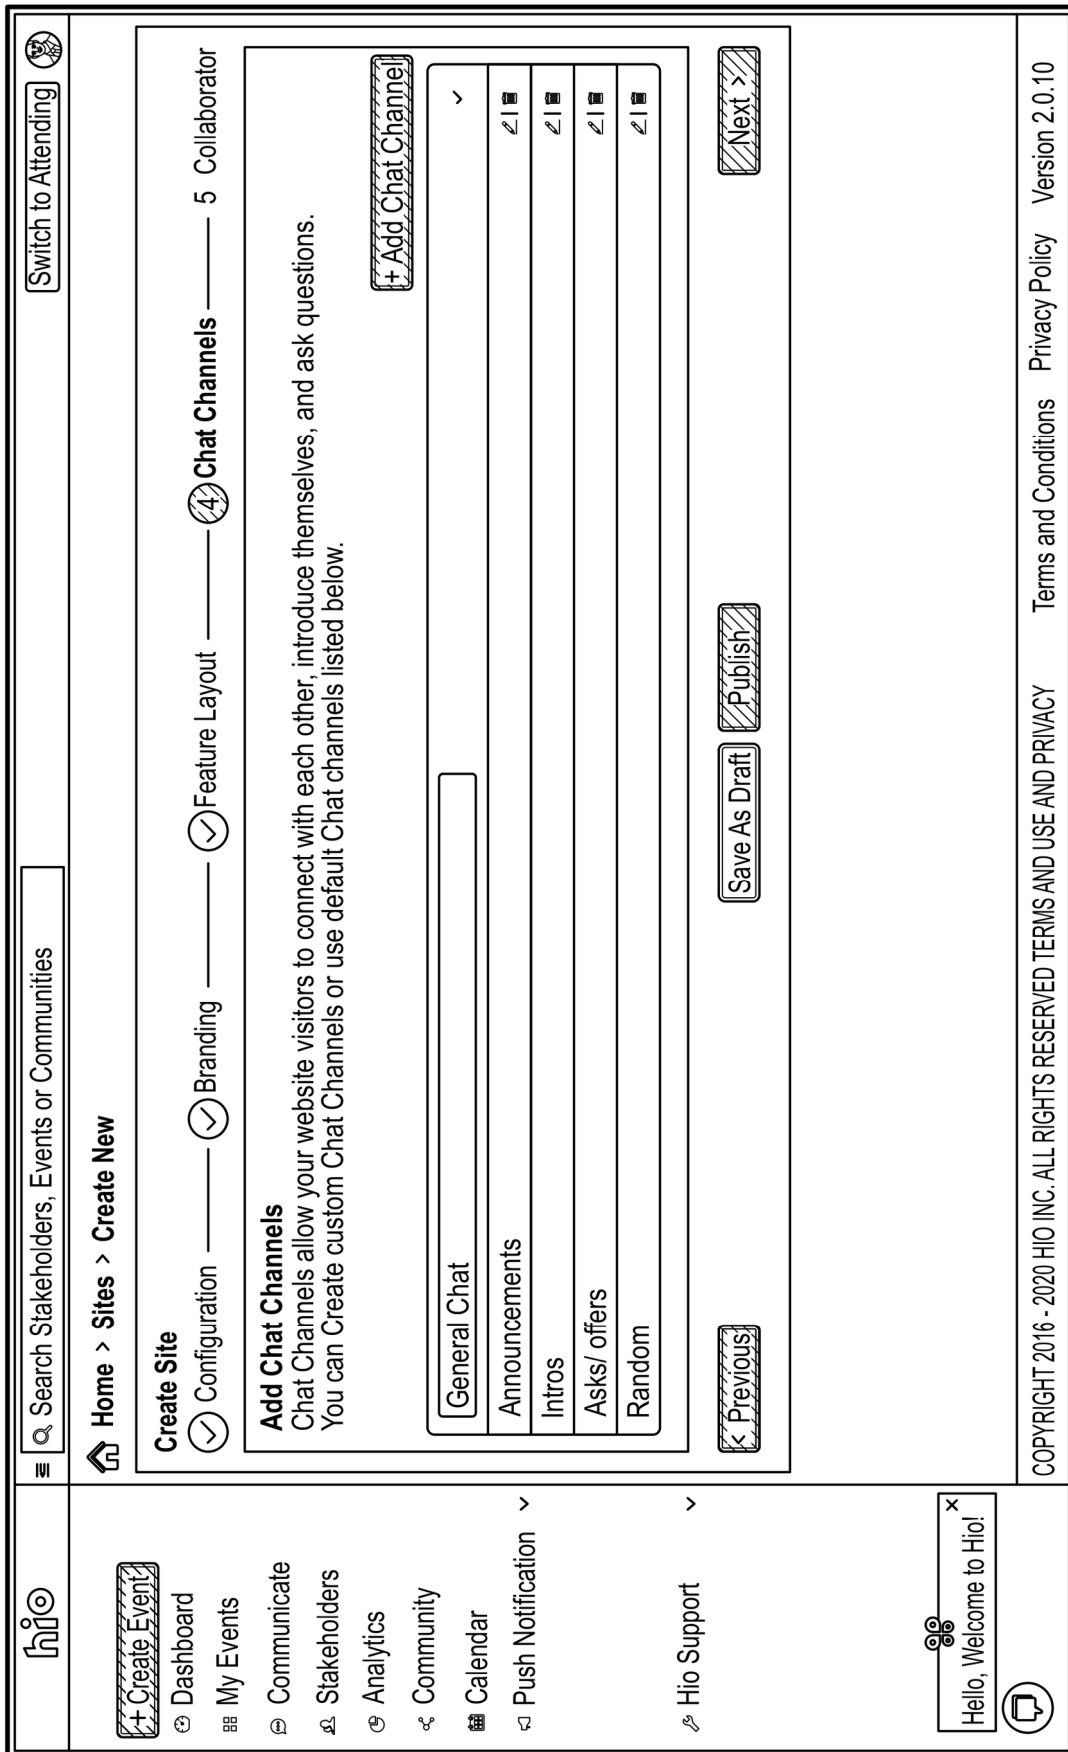 hio
Search Stakeholders, Events or Communities
Switch to Attending
+ Create Event
Dashboard
My Events
Communicate
Stakeholders
Analytics
Community
Calendar
Push Notification
Hio Support
Hello, Welcome to Hio!
Home > Sites > Create New
Create Site
Configuration
Branding
Feature Layout
4 Chat Channels
5 Collaborator
Add Chat Channels
Chat Channels allow your website visitors to connect with each other, introduce themselves, and ask questions.
You can Create custom Chat Channels or use default Chat channels listed below.
+ Add Chat Channel
General Chat
Announcements
Intros
Asks/ offers
Random
< Previous
Save As Draft
Publish
Next >
COPYRIGHT 2016 - 2020 HIO INC. ALL RIGHTS RESERVED TERMS AND USE AND PRIVACY
Terms and Conditions
Privacy Policy
Version 2.0.10